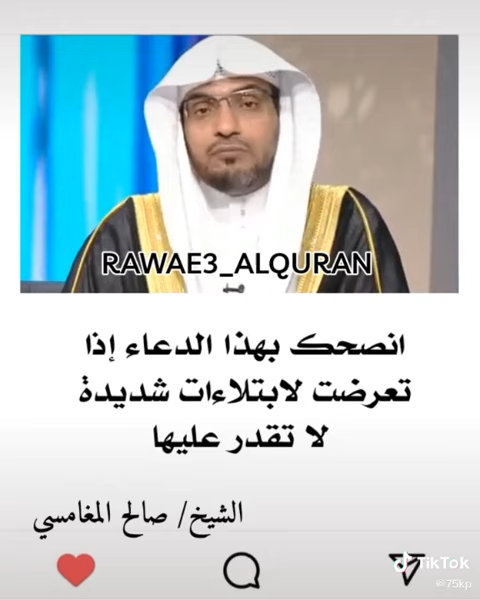 RAWAE3_ALQURAN
انصحك بهذا الدعاء إذا
تعرضت لابتلاءات شديدة
لا تقدر عليها
الشيخ/ صالح المغامسي
TikTok